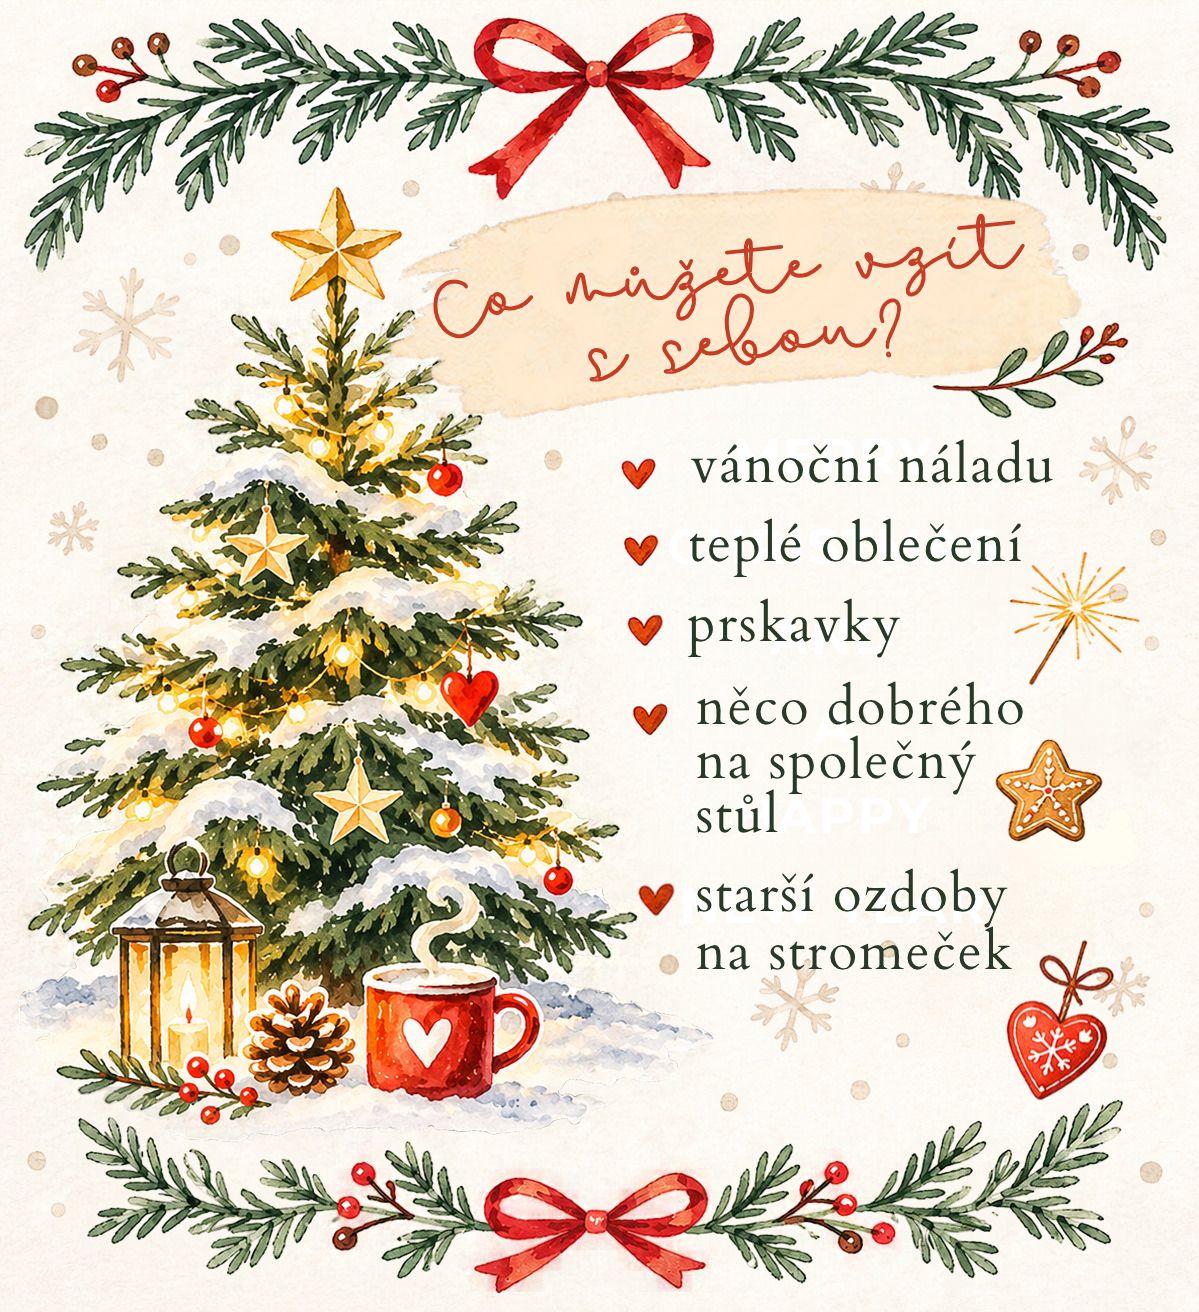 Co můžete vzít
s sebou?
vánoční náladu
teplé oblečení
prskavky
něco dobrého
na společný
stůl
starší ozdoby
na stromeček